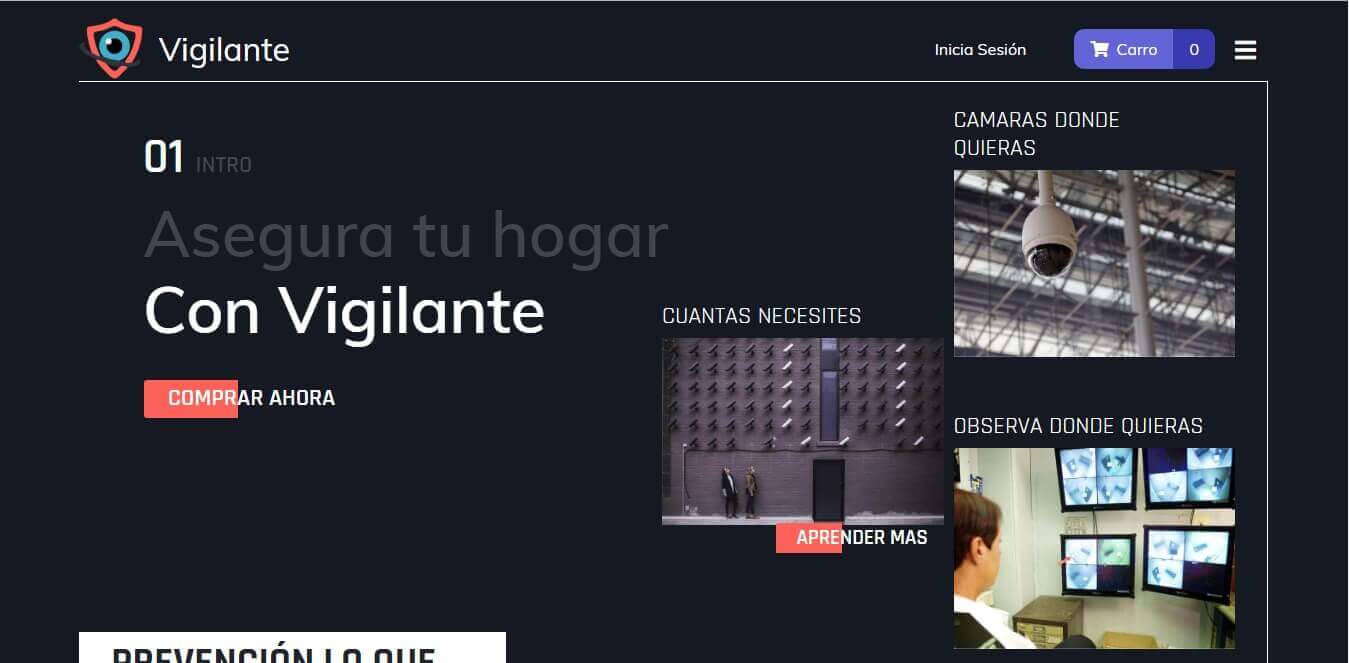 Vigilante
Inicia Sesión
Carro
0
01 INTRO
Asegura tu hogar
Con Vigilante
COMPRAR AHORA
CUANTAS NECESITES
APRENDER MAS
CAMARAS DONDE
QUIERAS
OBSERVA DONDE QUIERAS
PREVENCIÓN LO QUE